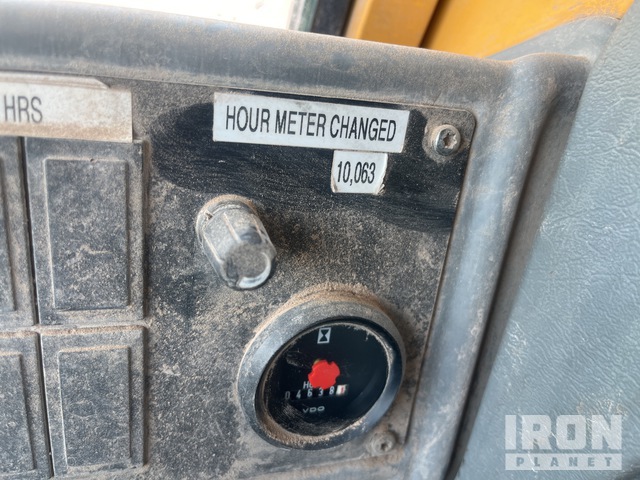 HRS
HOUR METER CHANGED
10,063
VDO
IRON
PLANET